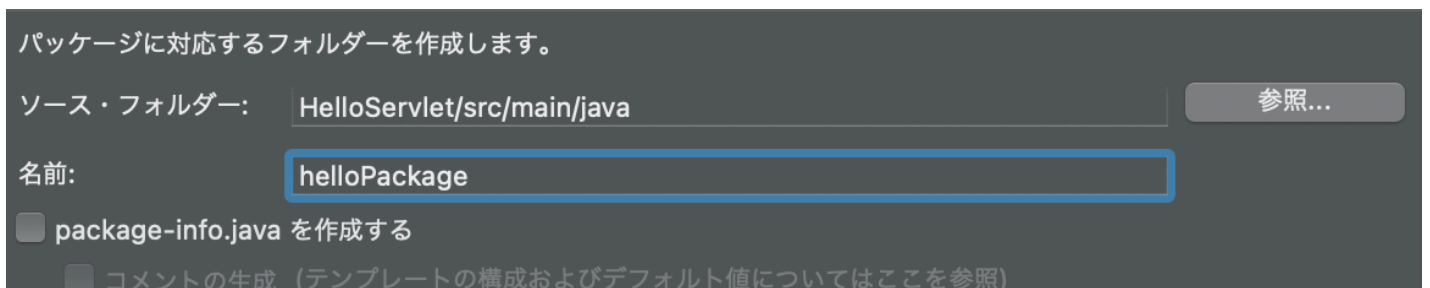 パッケージに対応するフォルダーを作成します。
ソース・フォルダー: HelloServlet/src/main/java 参照...
名前: helloPackage
package-info.java を作成する
コメントの生成 (テンプレートの構成およびデフォルト値についてはここを参照)